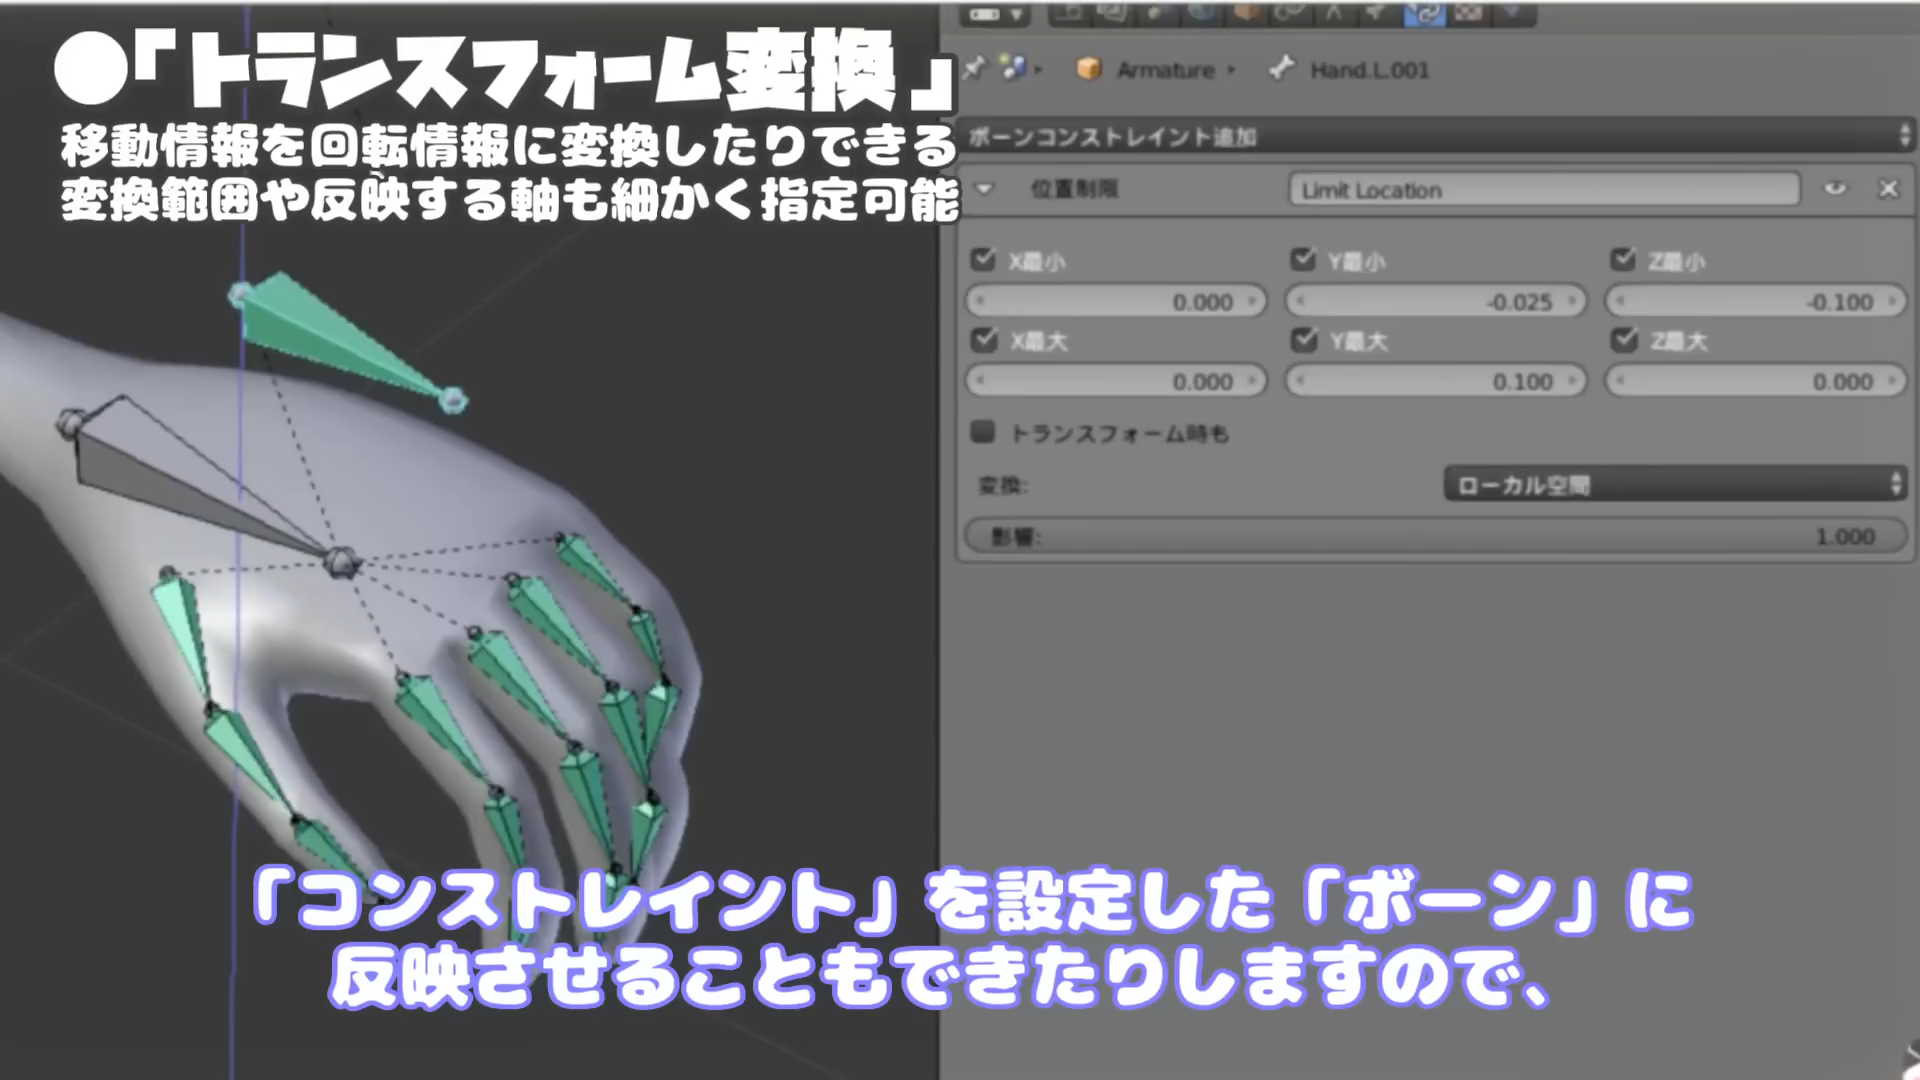 ●「トランスフォーム変換」
移動情報を回転情報に変換したりできる
変換範囲や反映する軸も細かく指定可能
Armature
Hand.L.001
ボーンコンストレイント追加
位置制限
Limit Location
X最小
Y最小
Z最小
0.000
-0.025
-0.100
X最大
Y最大
Z最大
0.000
0.100
0.000
トランスフォーム時も
変換:
ローカル空間
影響:
1.000
「コンストレイント」を設定した「ボーン」に
反映させることもできたりしますので、